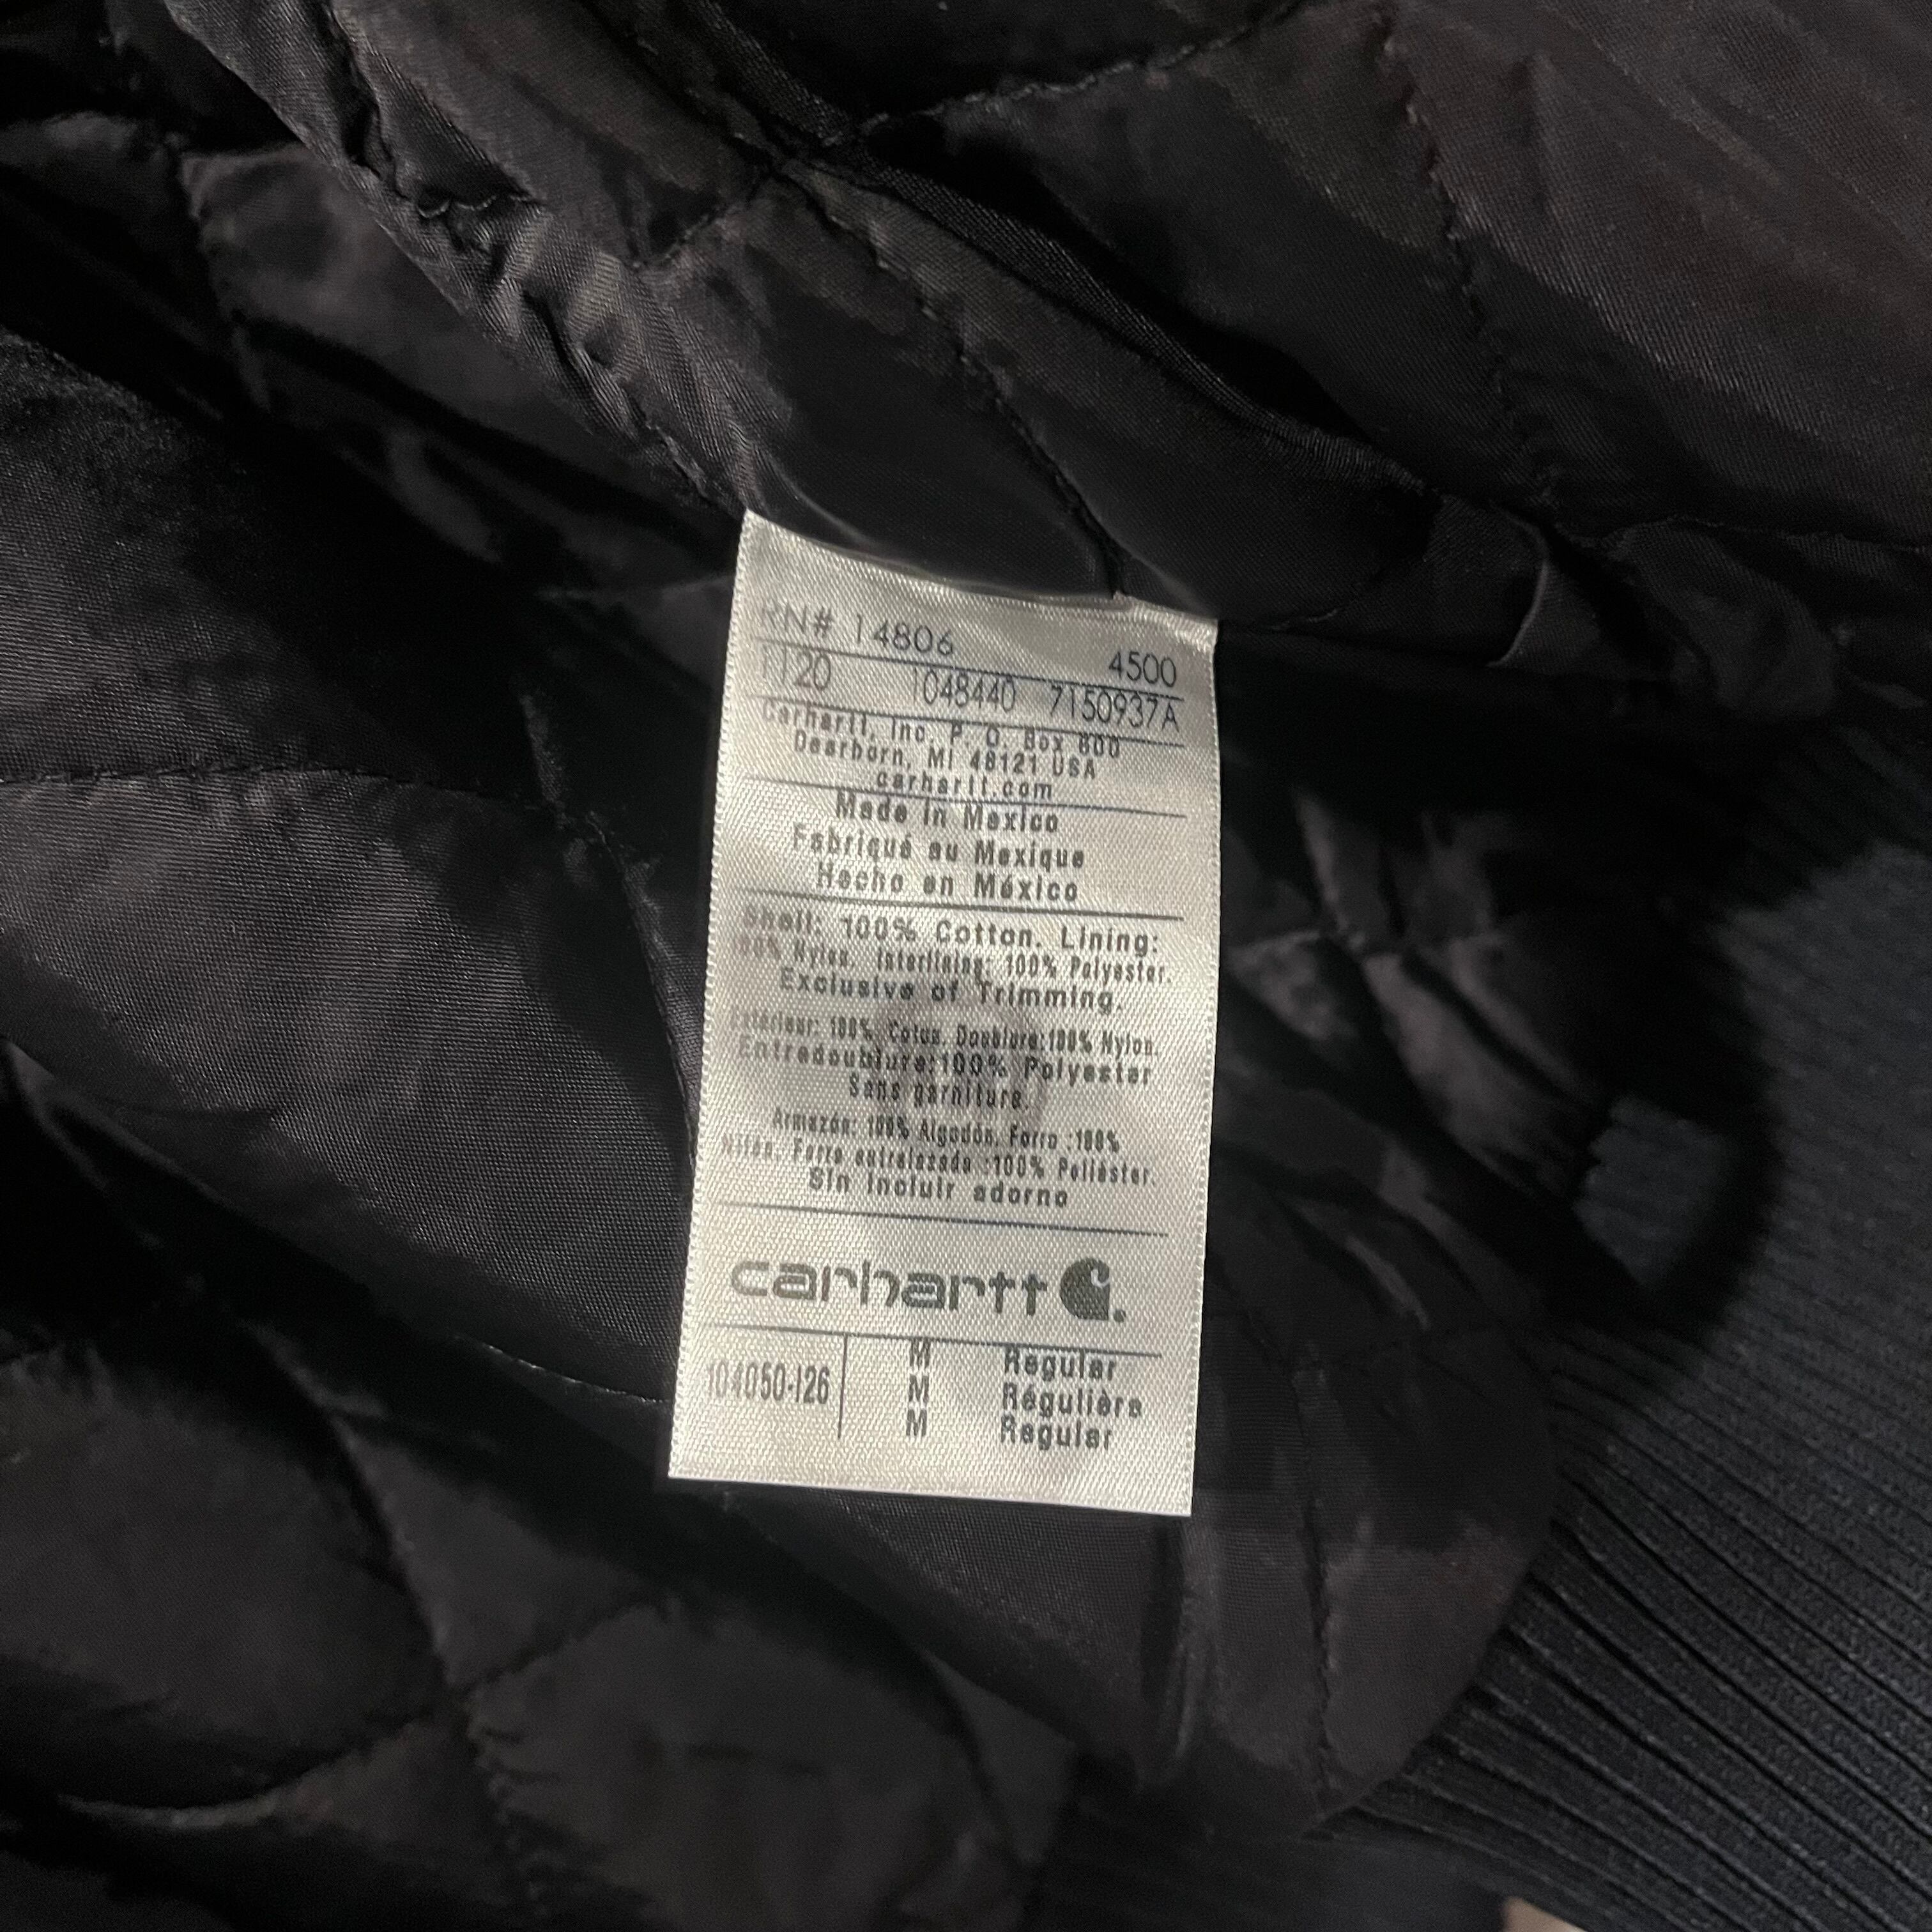 RN# 14806 4500
1120 1048440 7150937A
Carhartt, Inc. P. O. Box 600
Dearborn, MI 48121 USA
carhartt.com
Made in Mexico
Fabriqué au Mexique
Hecho en México
Shell: 100% Cotton. Lining:
100% Nylon. Interlining: 100% Polyester.
Exclusive of Trimming.
Extérieur: 100% Coton. Doublure:100% Nylon.
Entredoublure:100% Polyester
Sans garniture.
Armazón: 100% Algodón. Forro :100%
Nilón. Forro entrelazado :100% Poliéster.
Sin incluir adorno
carhartt
104050-I26
M Regular
M Régulière
M Regular